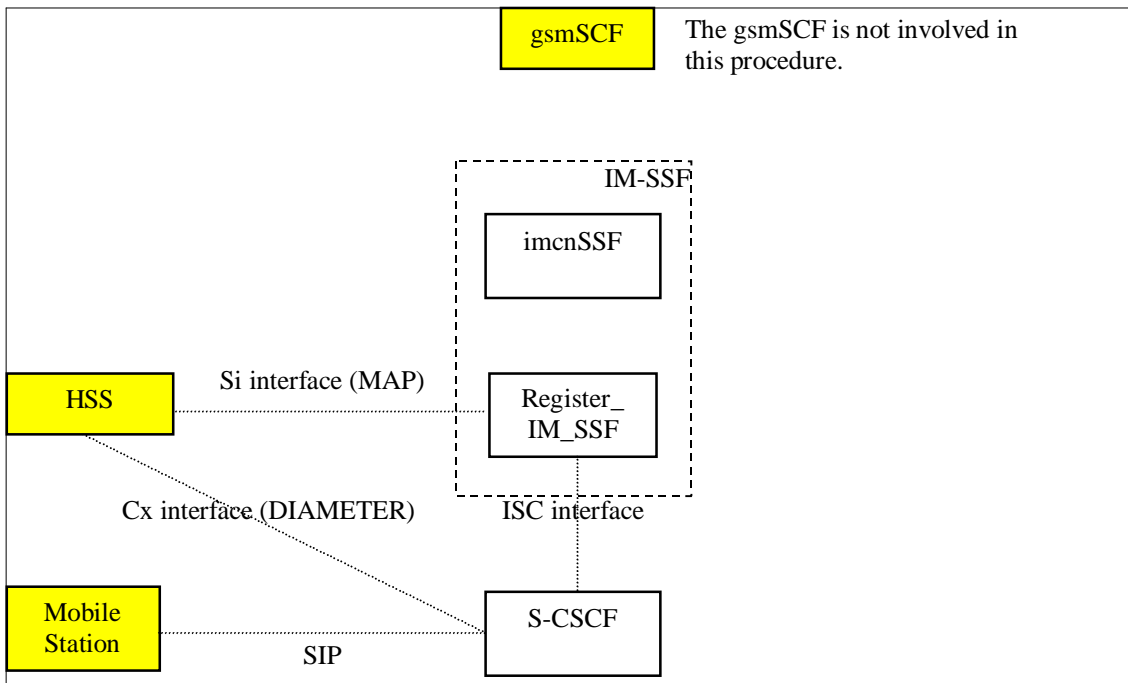 gsmSCF
The gsmSCF is not involved in
this procedure.
IM-SSF
imcnSSF
Si interface (MAP)
HSS
Register_
IM_SSF
Cx interface (DIAMETER)
ISC interface
Mobile
Station
S-CSCF
SIP